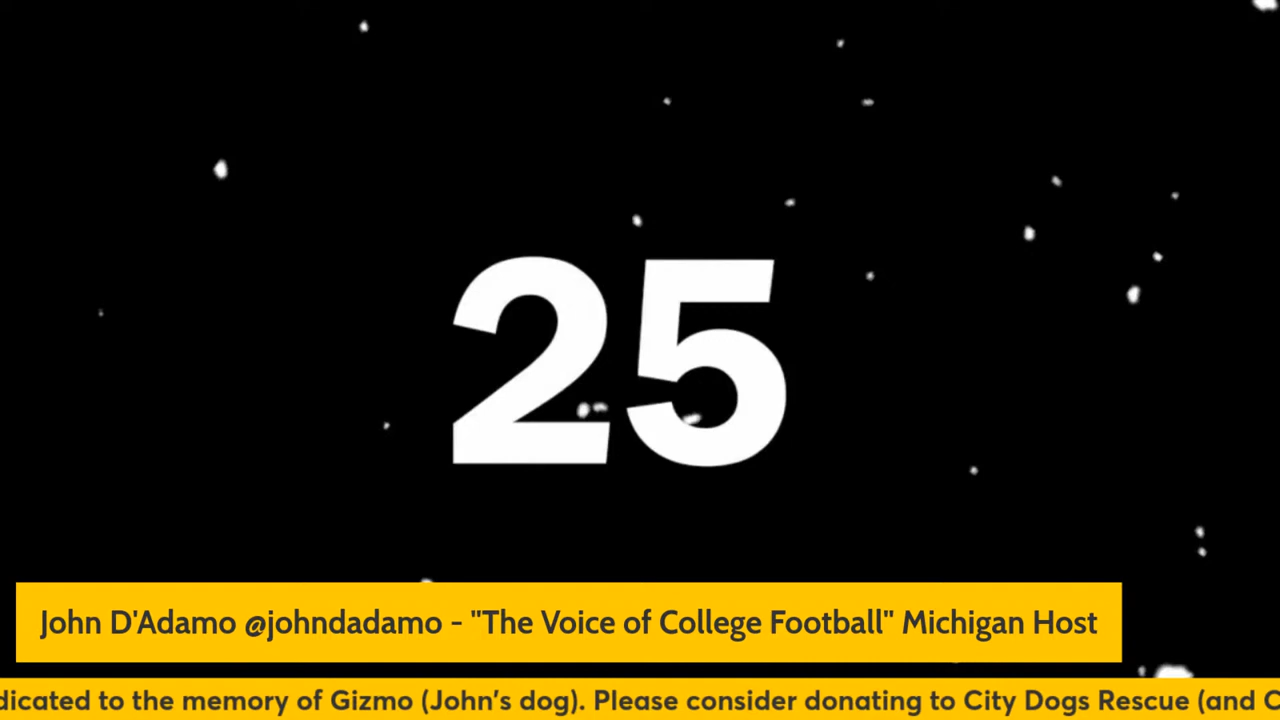 25
John D'Adamo @johndadamo - "The Voice of College Football" Michigan Host
to the memory of Gizmo (John's dog). Please consider donating to City Dogs Rescue (and